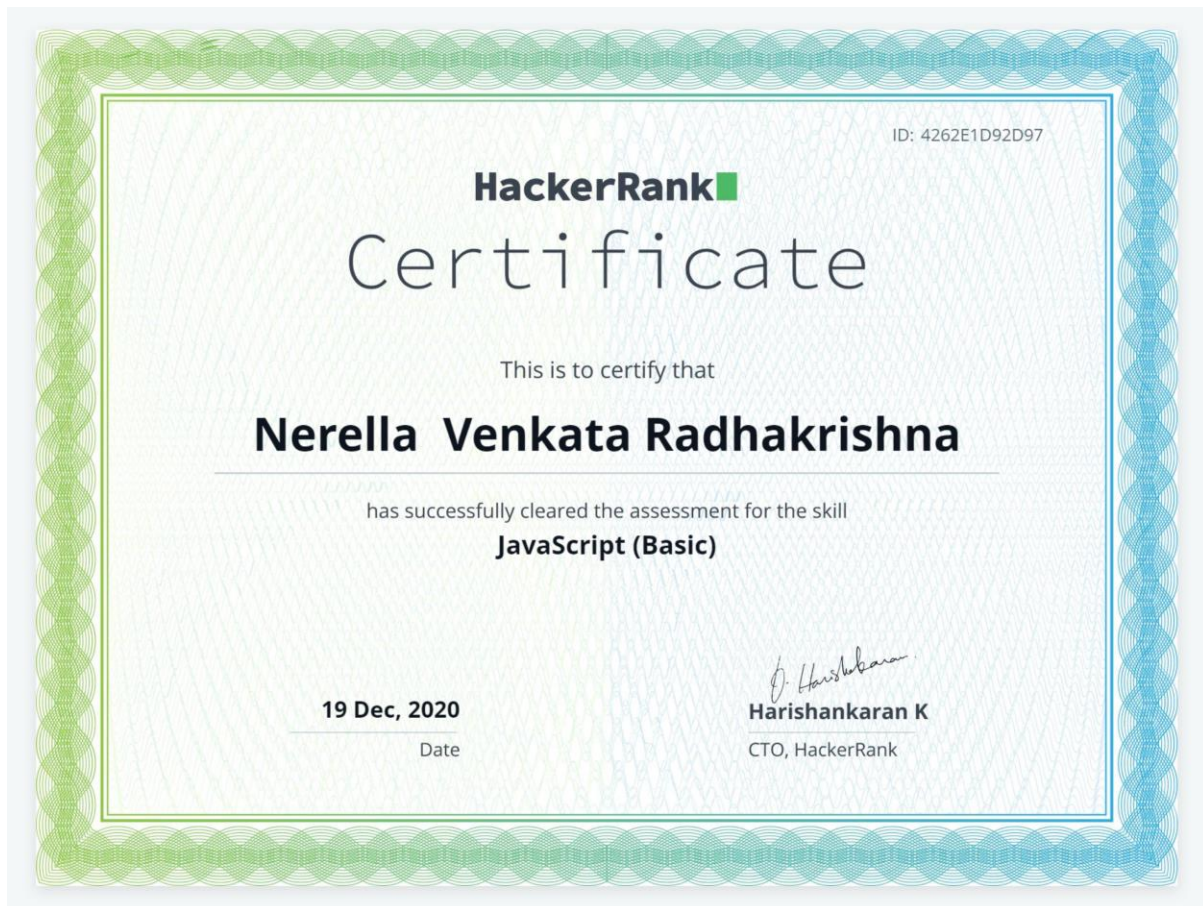 ID: 4262E1D92D97
HackerRank
Certificate
This is to certify that
Nerella  Venkata Radhakrishna
has successfully cleared the assessment for the skill
JavaScript (Basic)
19 Dec, 2020
Date
Harishankaran K
CTO, HackerRank